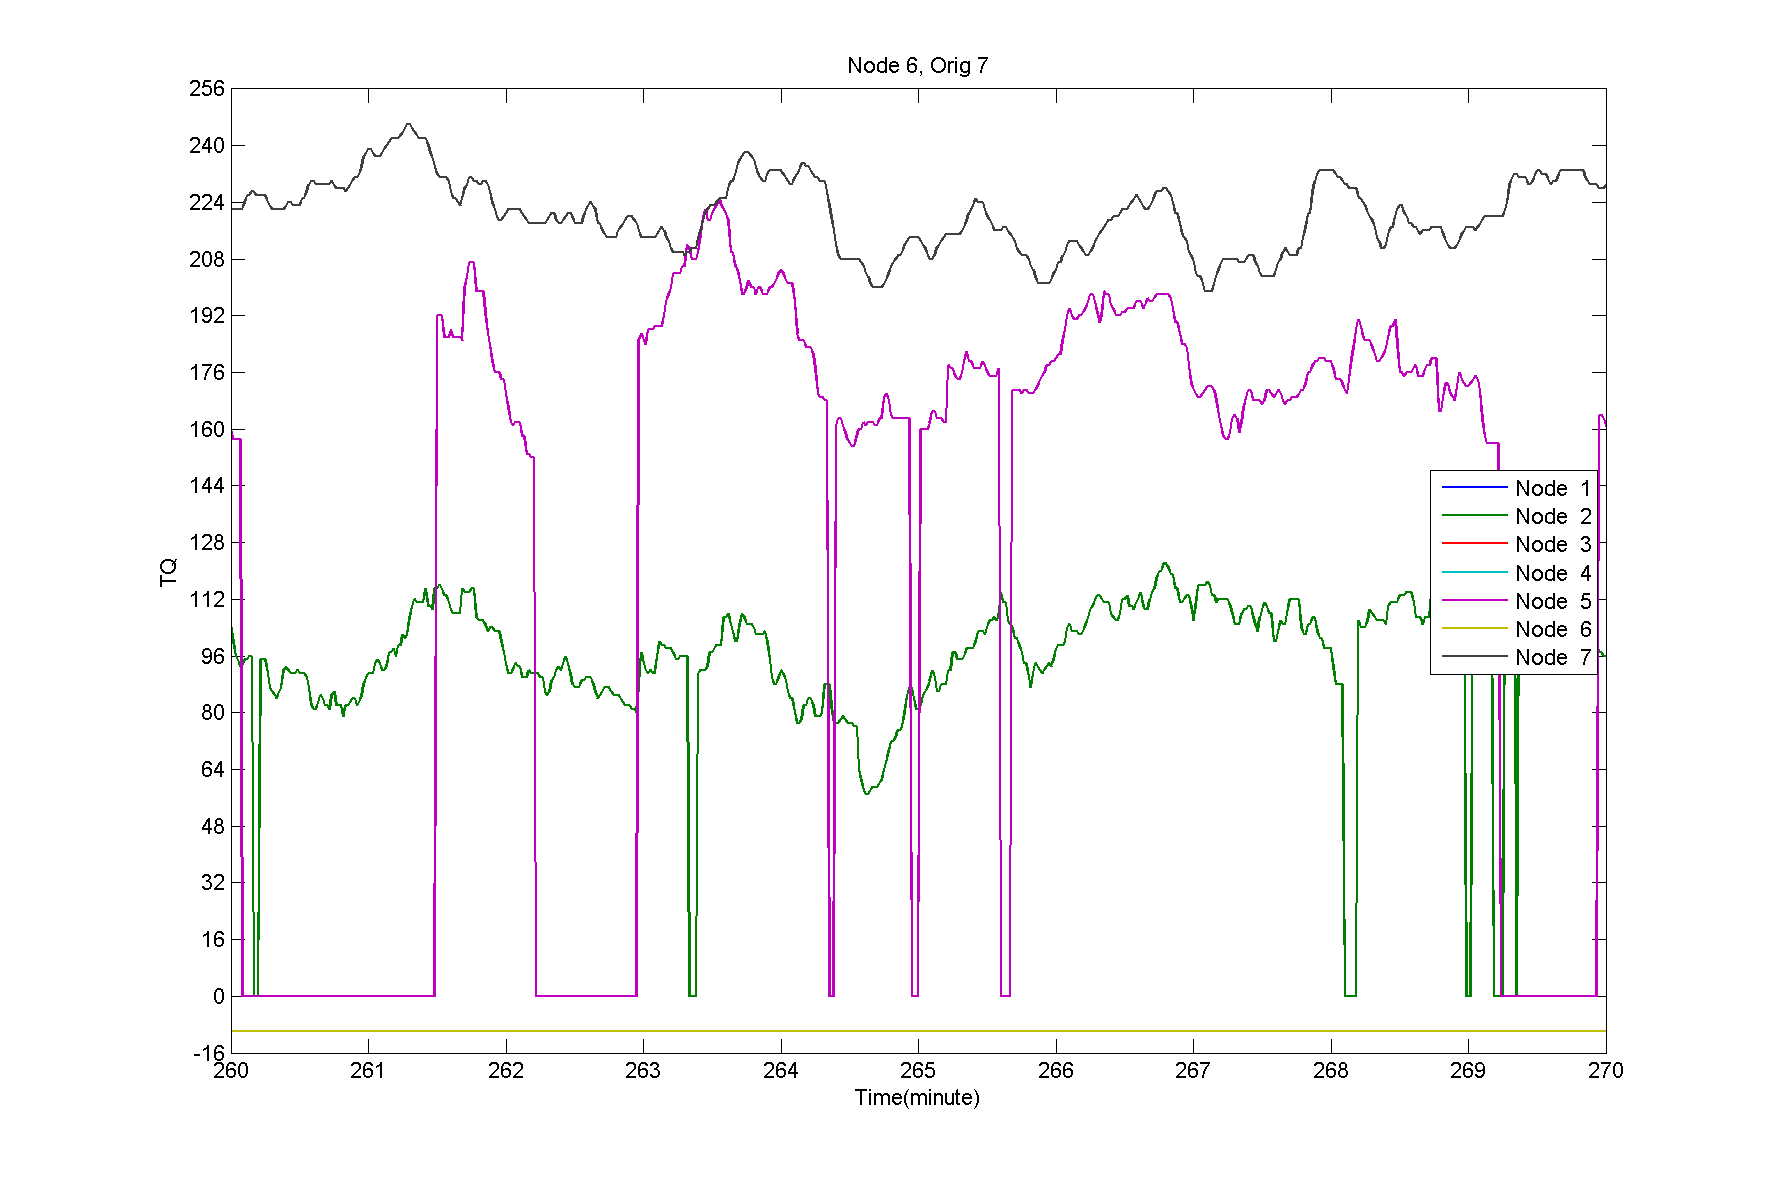 Node 6, Orig 7
256
240
224
208
192
176
160
144
128
112
96
80
64
48
32
16
0
-16
TQ
Node 1
Node 2
Node 3
Node 4
Node 5
Node 6
Node 7
260 261 262 263 264 265 266 267 268 269 270
Time(minute)